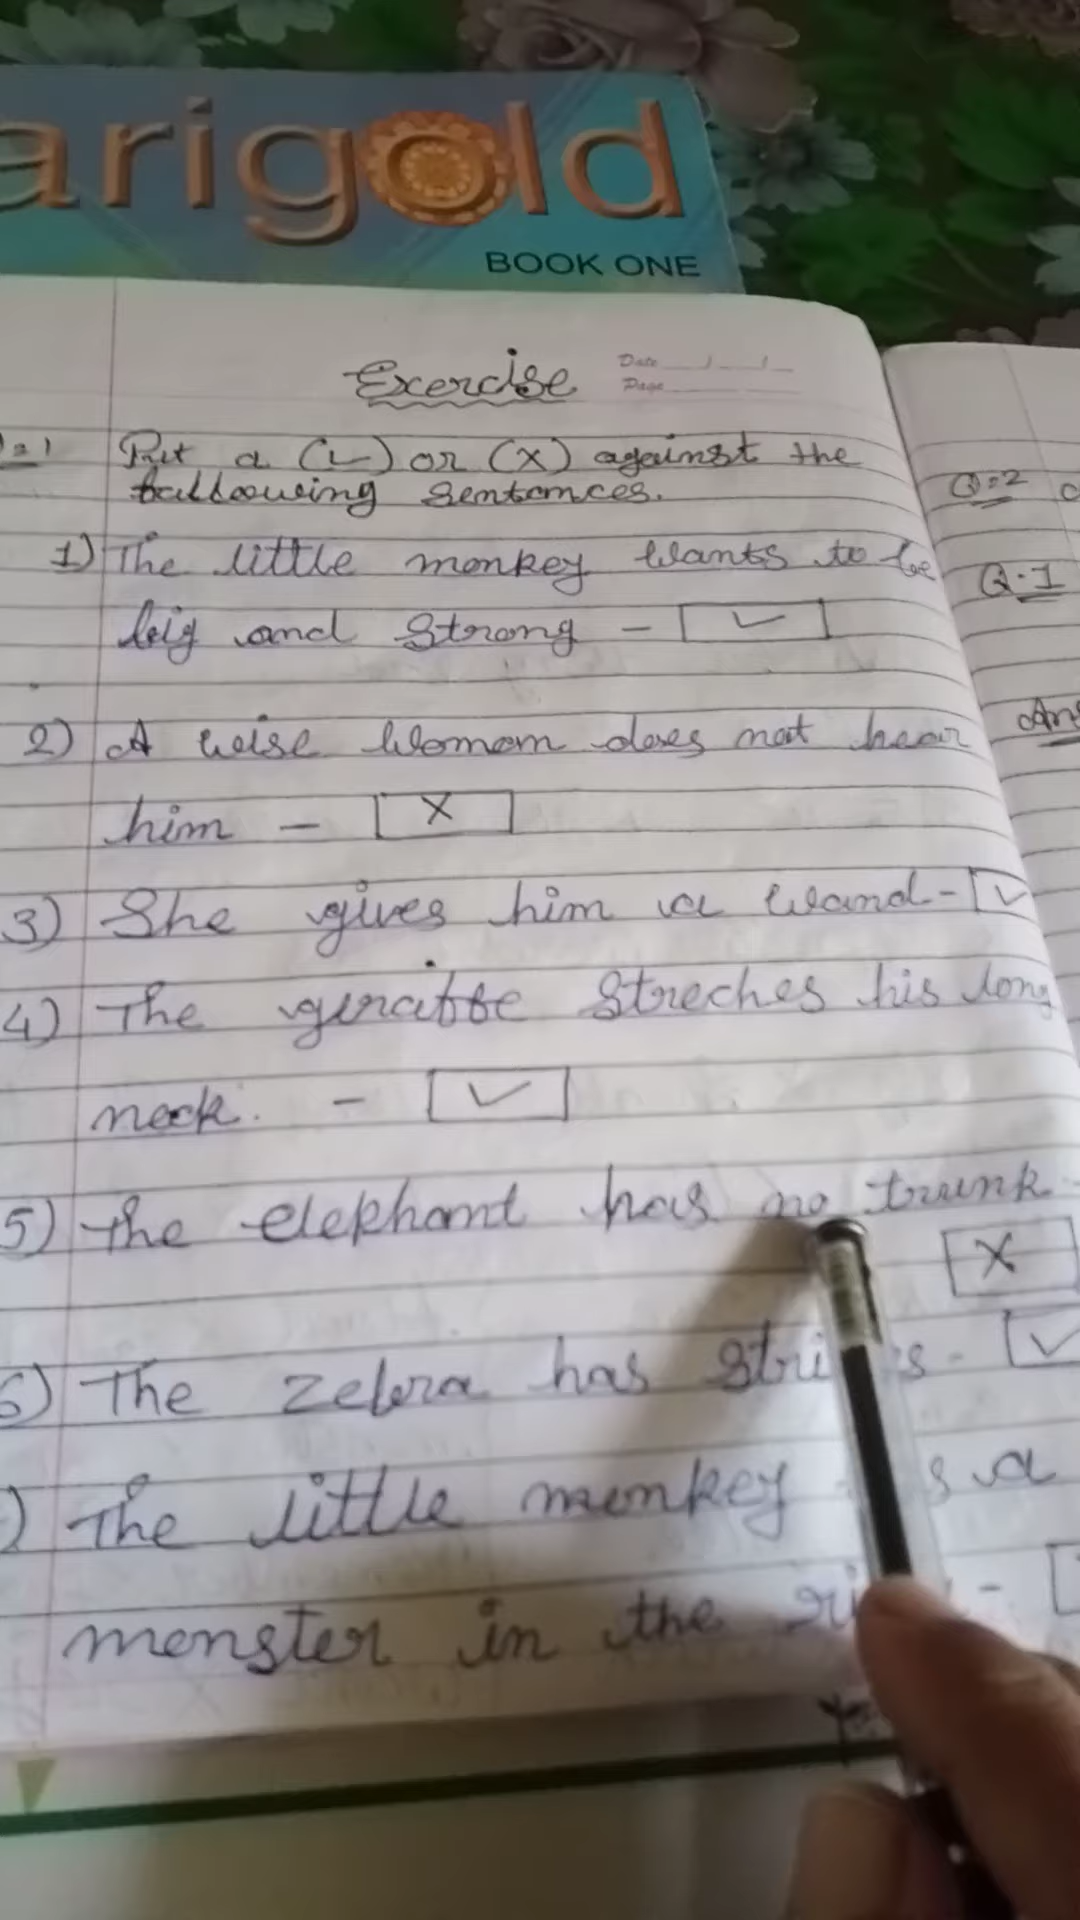 arigold
BOOK ONE
Exercise
Date
Page
Put a (✓) or (X) against the
following sentences.
1) The little monkey wants to be
big and strong - ✓
2) A wise woman does not hear
him - X
3) She gives him a wand - ✓
4) The giraffe streches his long
neck. - ✓
5) The elephant has no trunk -
X
6) The zebra has - ✓
) The little monkey a
monster in the -
Q=2
Q.1
Ans